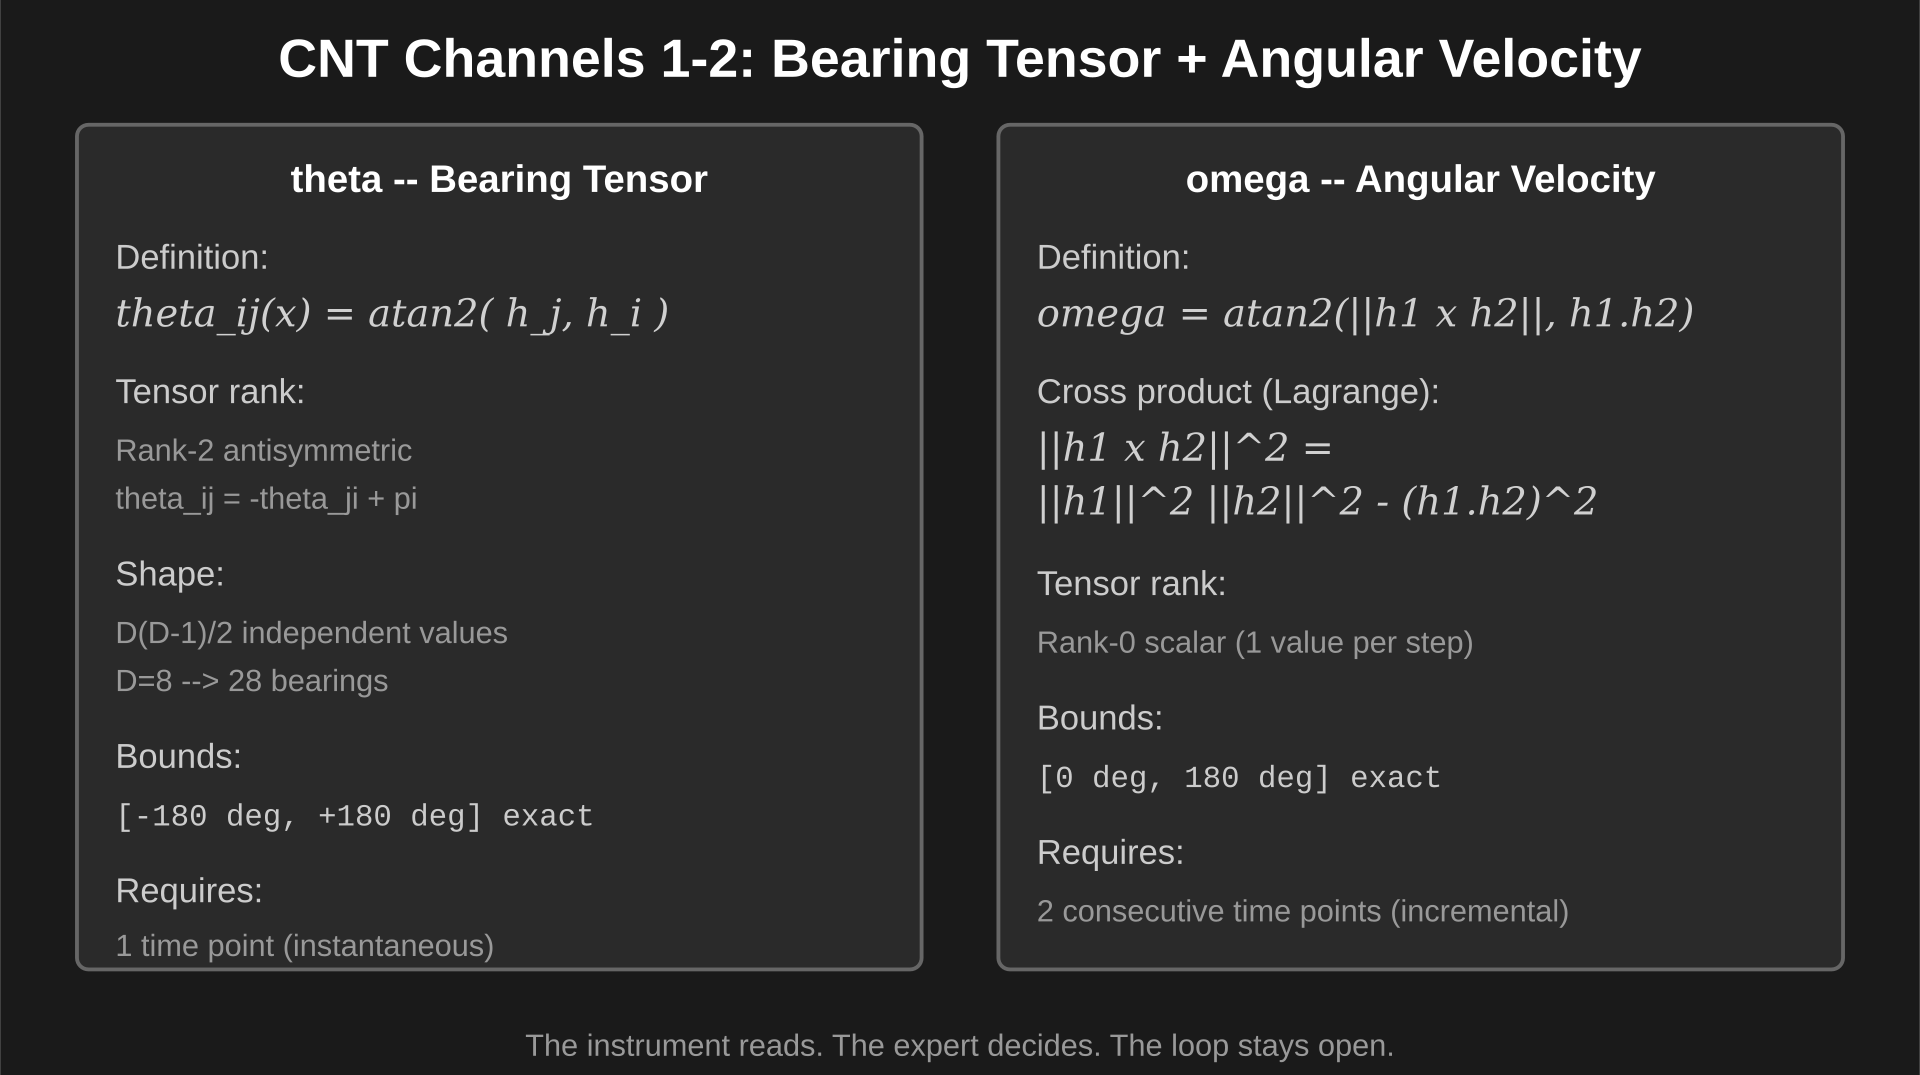 CNT Channels 1-2: Bearing Tensor + Angular Velocity
theta -- Bearing Tensor
Definition:
theta_ij(x) = atan2( h_j, h_i )
Tensor rank:
Rank-2 antisymmetric
theta_ij = -theta_ji + pi
Shape:
D(D-1)/2 independent values
D=8 --> 28 bearings
Bounds:
[-180 deg, +180 deg] exact
Requires:
1 time point (instantaneous)
omega -- Angular Velocity
Definition:
omega = atan2(||h1 x h2||, h1.h2)
Cross product (Lagrange):
||h1 x h2||^2 =
||h1||^2 ||h2||^2 - (h1.h2)^2
Tensor rank:
Rank-0 scalar (1 value per step)
Bounds:
[0 deg, 180 deg] exact
Requires:
2 consecutive time points (incremental)
The instrument reads. The expert decides. The loop stays open.